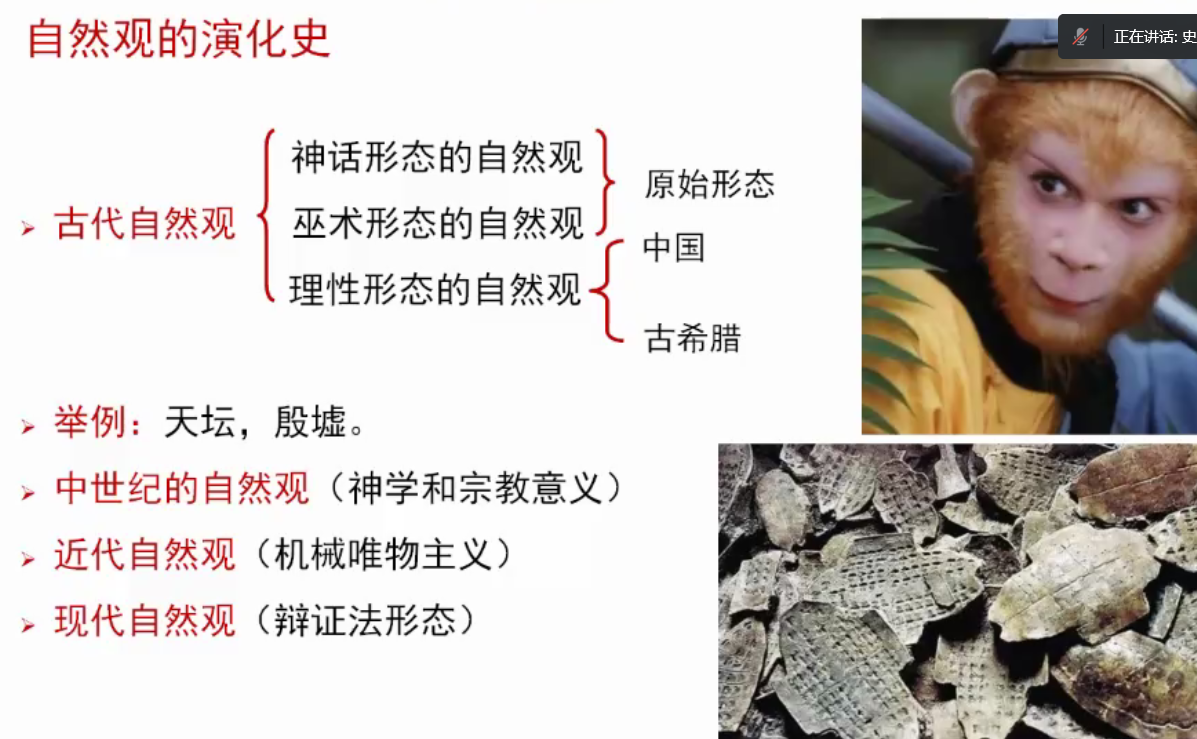 自然观的演化史
正在讲话: 史
神话形态的自然观
原始形态
古代自然观
巫术形态的自然观
中国
理性形态的自然观
古希腊
举例：天坛，殷墟。
中世纪的自然观（神学和宗教意义）
近代自然观（机械唯物主义）
现代自然观（辩证法形态）